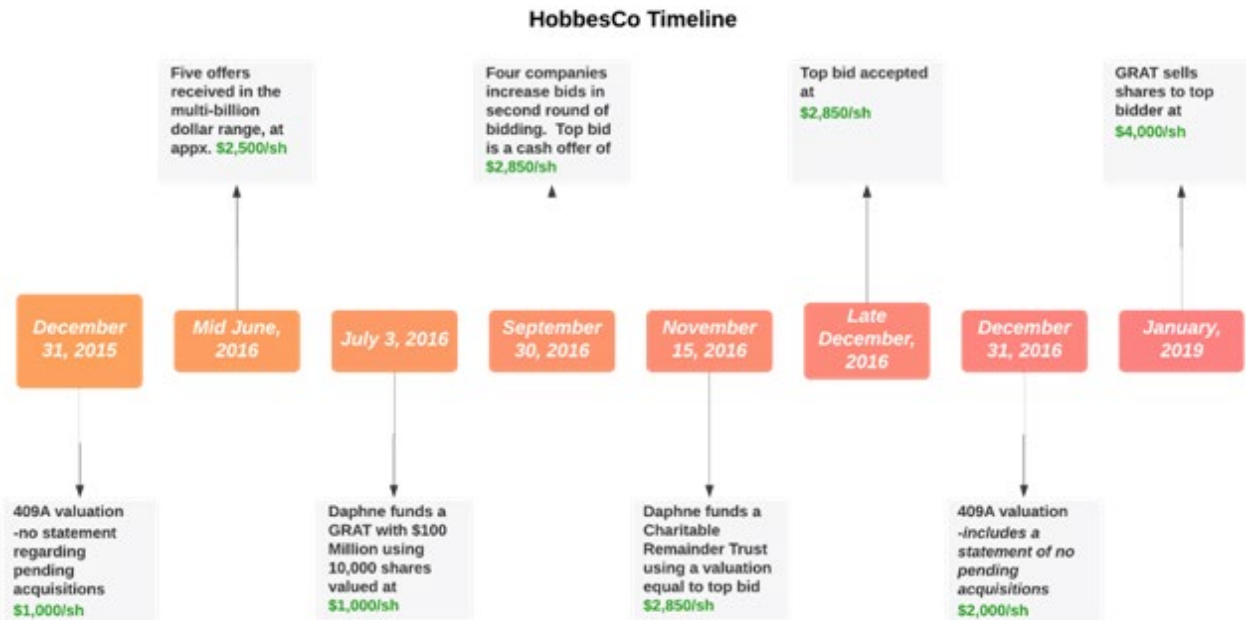 HobbesCo Timeline
Five offers
received in the
multi-billion
dollar range, at
appx. $2,500/sh
Four companies
increase bids in
second round of
bidding. Top bid
is a cash offer of
$2,850/sh
Top bid accepted
at
$2,850/sh
GRAT sells
shares to top
bidder at
$4,000/sh
December
31, 2015
Mid June,
2016
July 3, 2016
September
30, 2016
November
15, 2016
Late
December,
2016
December
31, 2016
January,
2019
409A valuation
-no statement
regarding
pending
acquisitions
$1,000/sh
Daphne funds a
GRAT with $100
Million using
10,000 shares
valued at
$1,000/sh
Daphne funds a
Charitable
Remainder Trust
using a valuation
equal to top bid
$2,850/sh
409A valuation
-includes a
statement of no
pending
acquisitions
$2,000/sh